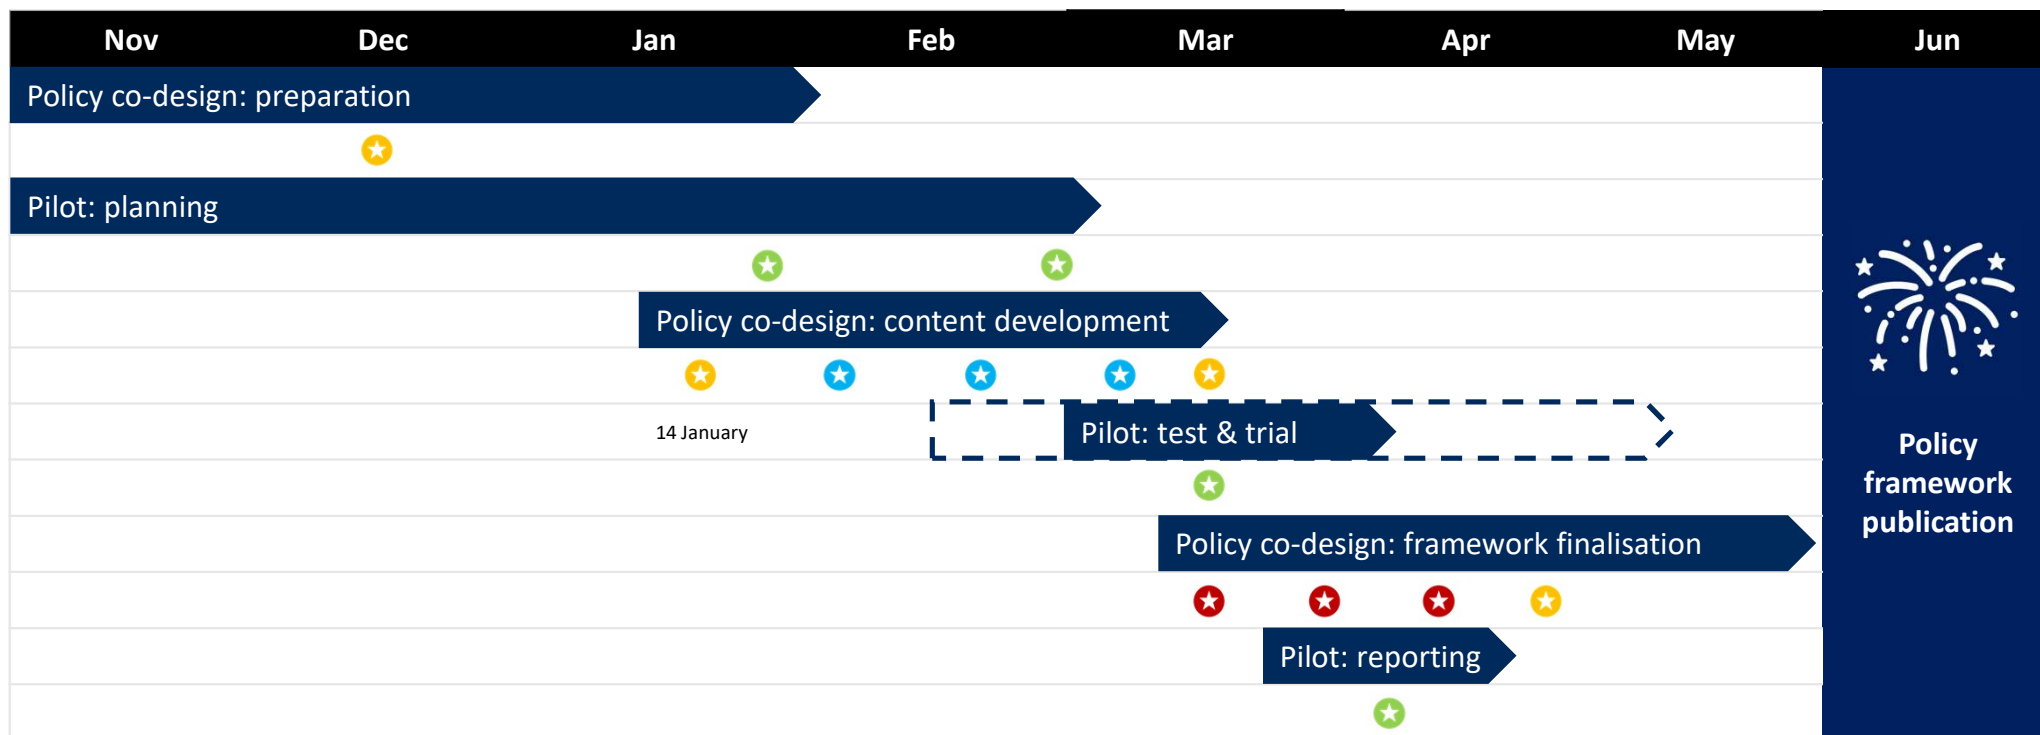 Nov Dec Jan Feb Mar Apr May Jun
Policy co-design: preparation
Pilot: planning
Policy co-design: content development
14 January
Pilot: test & trial
Policy co-design: framework finalisation
Pilot: reporting
Policy
framework
publication